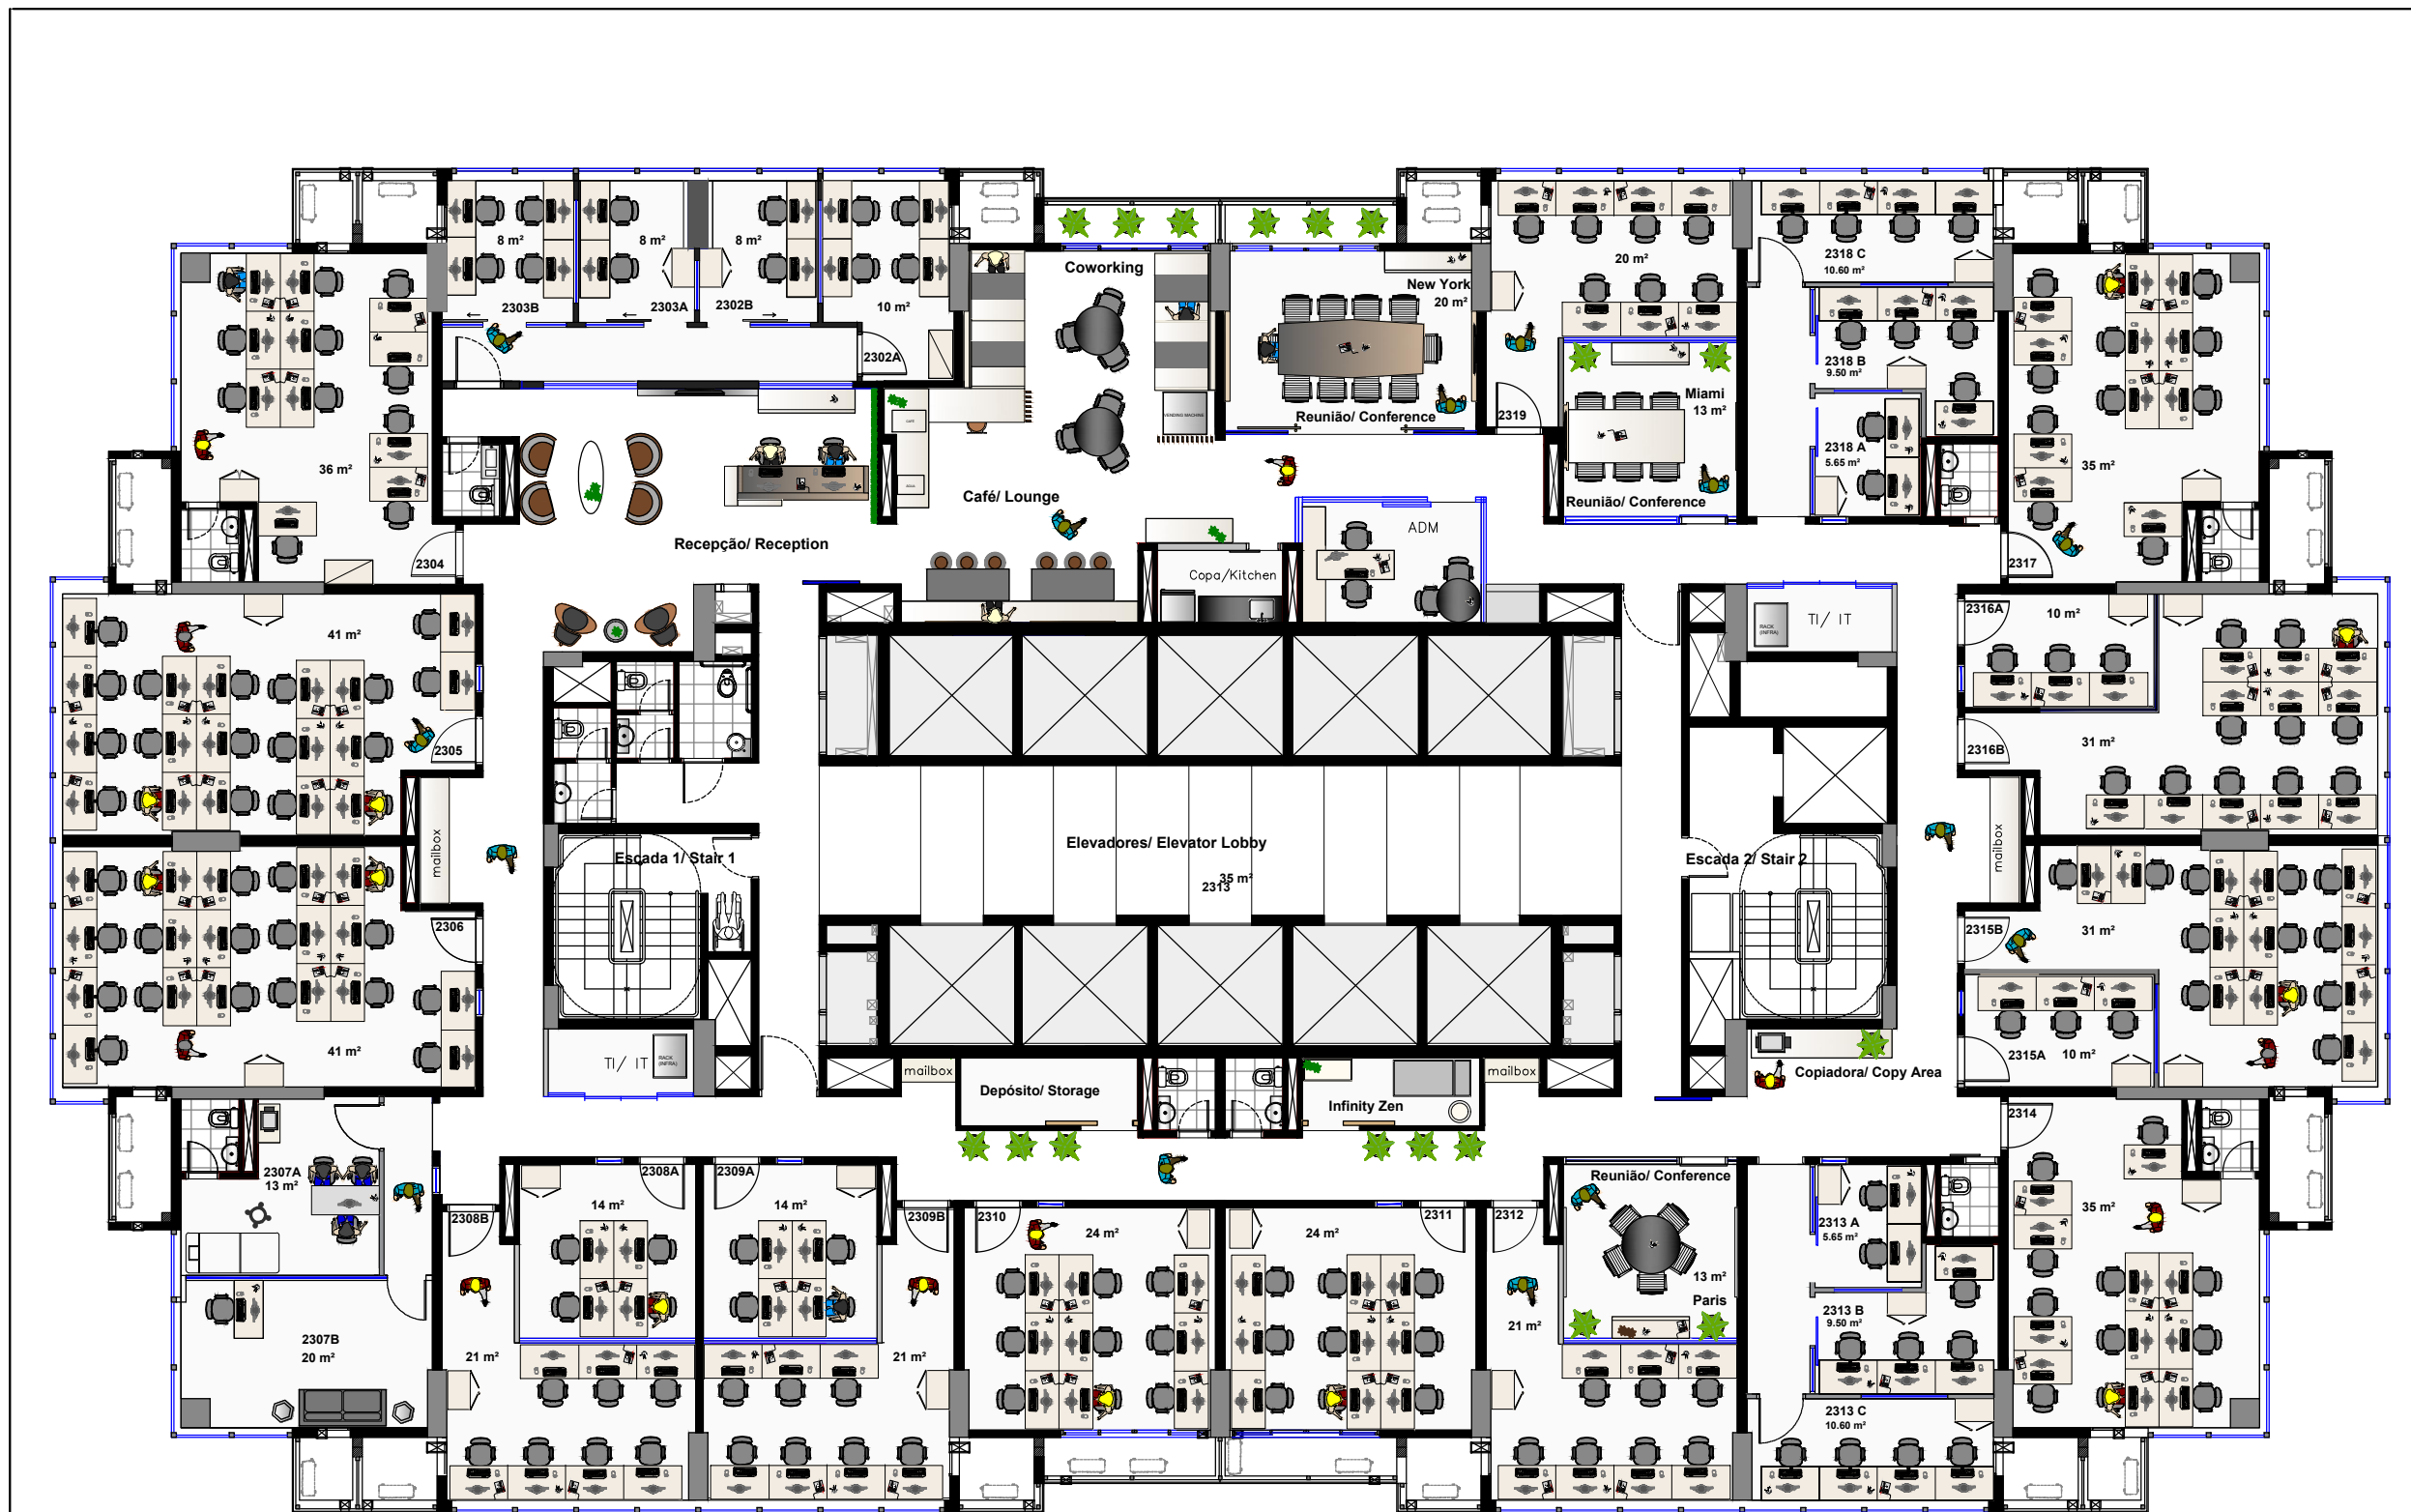 8 m²
8 m²
8 m²
10 m²
2303B
2303A
2302B
2302A
Coworking
New York
20 m²
Reunião/ Conference
VENDING MACHINE
CAFÉ
20 m²
2319
Miami
13 m²
Reunião/ Conference
2318 C
10.60 m²
2318 B
9.50 m²
2318 A
5.65 m²
35 m²
2317
36 m²
2304
Café/ Lounge
Recepção/ Reception
ADM
Copa/Kitchen
41 m²
2305
mailbox
TI/ IT
RACK
(INFRA)
2316A
10 m²
2316B
31 m²
mailbox
Escada 1/ Stair 1
Elevadores/ Elevator Lobby
35 m²
2313
Escada 2/ Stair 2
2306
41 m²
2315B
31 m²
2315A
10 m²
TI/ IT
RACK
(INFRA)
mailbox
Depósito/ Storage
Infinity Zen
mailbox
Copiadora/ Copy Area
2307A
13 m²
2307B
20 m²
2308A
14 m²
2308B
21 m²
2309A
14 m²
2309B
21 m²
2310
24 m²
2311
24 m²
2312
21 m²
Reunião/ Conference
13 m²
Paris
2313 A
5.65 m²
2313 B
9.50 m²
2313 C
10.60 m²
2314
35 m²